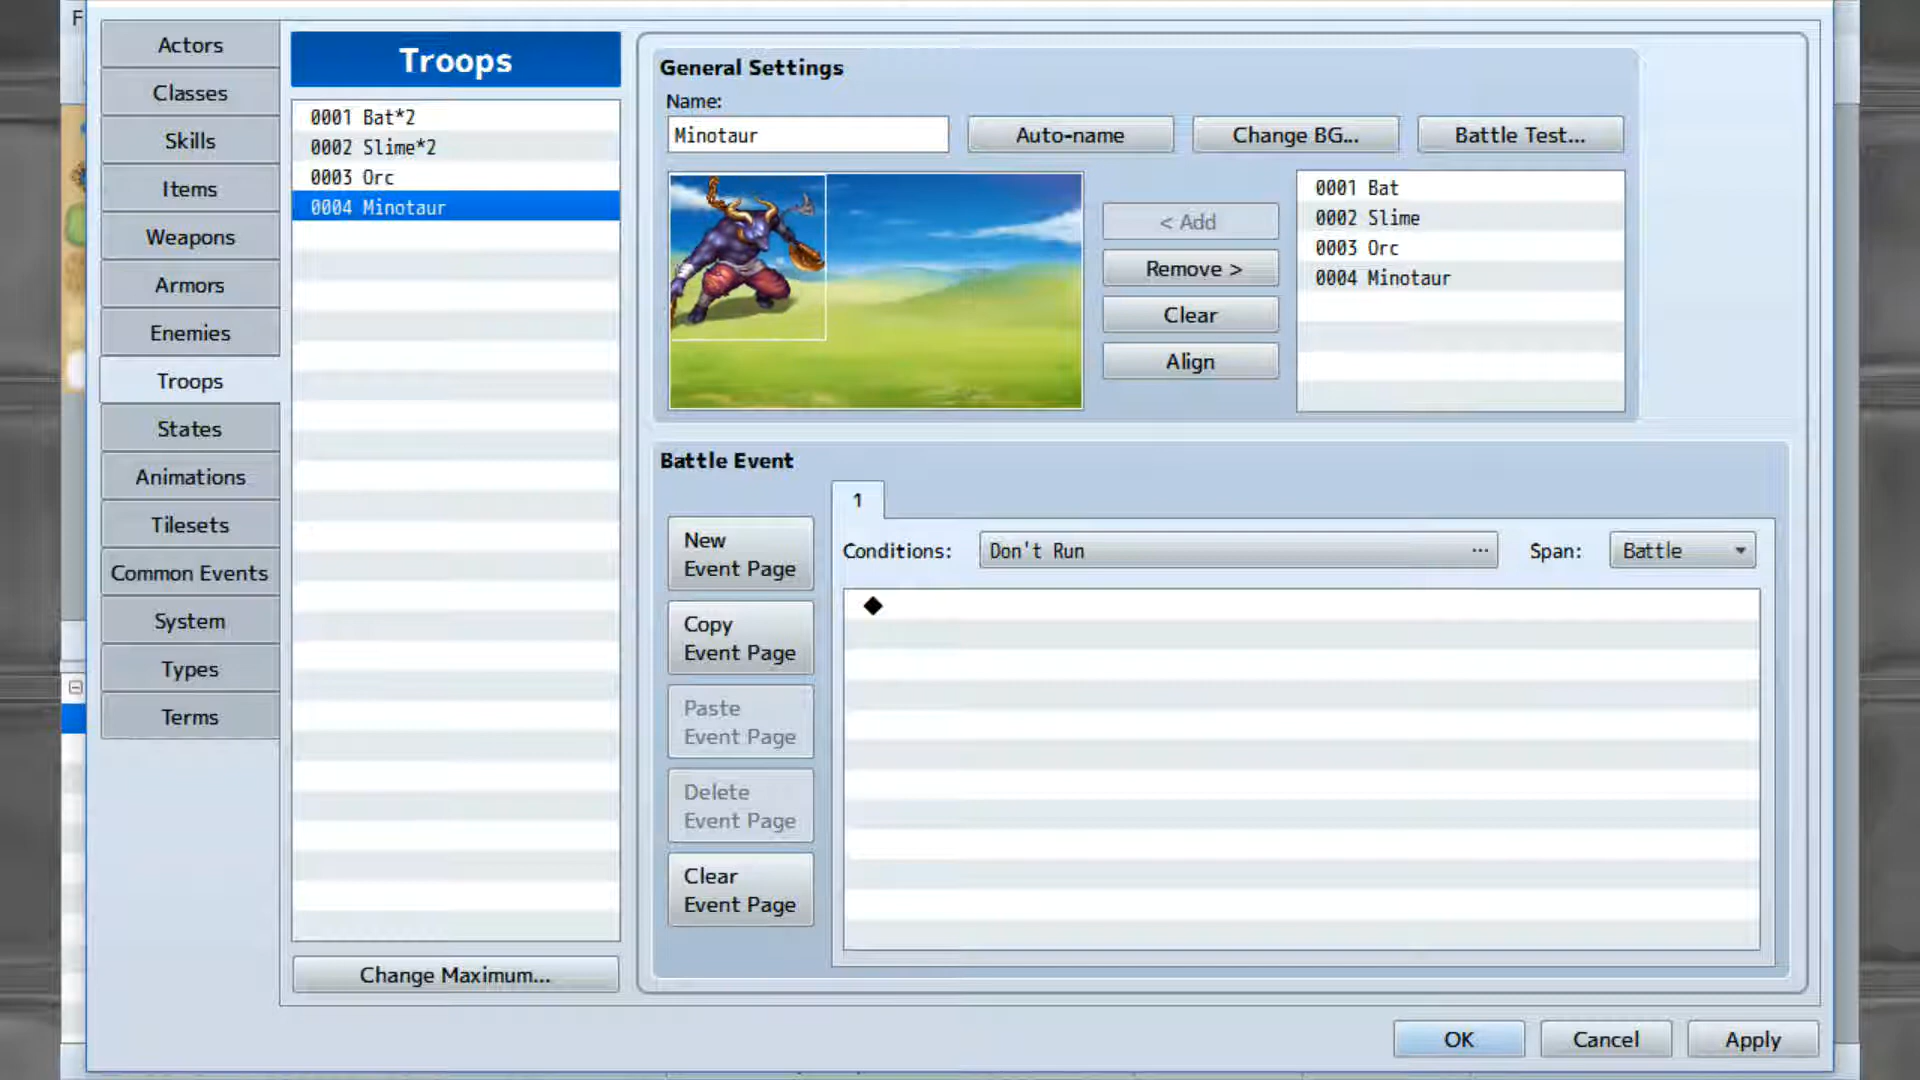 F
Actors
Classes
Skills
Items
Weapons
Armors
Enemies
Troops
States
Animations
Tilesets
Common Events
System
Types
Terms
Troops
0001 Bat*2
0002 Slime*2
0003 Orc
0004 Minotaur
Change Maximum...
General Settings
Name:
Minotaur
Auto-name
Change BG...
Battle Test...
< Add
Remove >
Clear
Align
0001 Bat
0002 Slime
0003 Orc
0004 Minotaur
Battle Event
New
Event Page
Copy
Event Page
Paste
Event Page
Delete
Event Page
Clear
Event Page
1
Conditions:
Don't Run
...
Span:
Battle
OK
Cancel
Apply